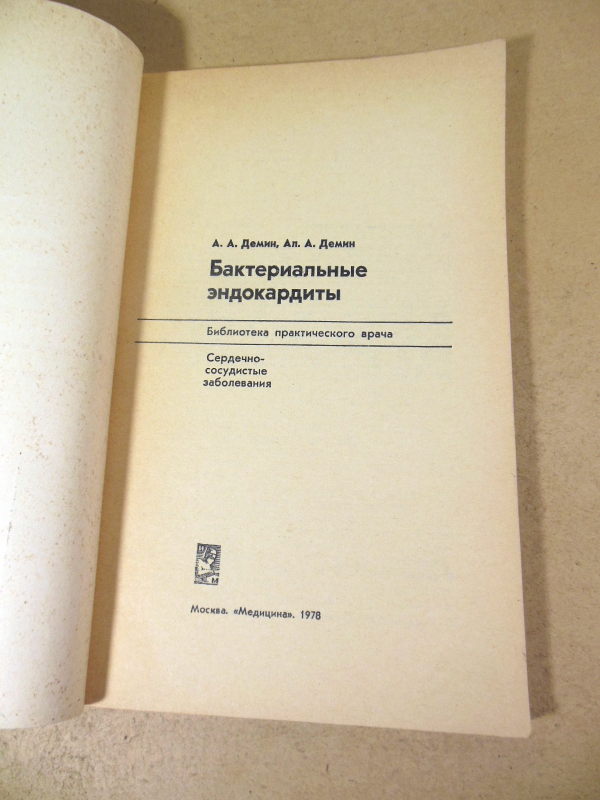 А. А. Демин, Ал. А. Демин
Бактериальные
эндокардиты
Библиотека практического врача
Сердечно-
сосудистые
заболевания
М
Москва. «Медицина». 1978